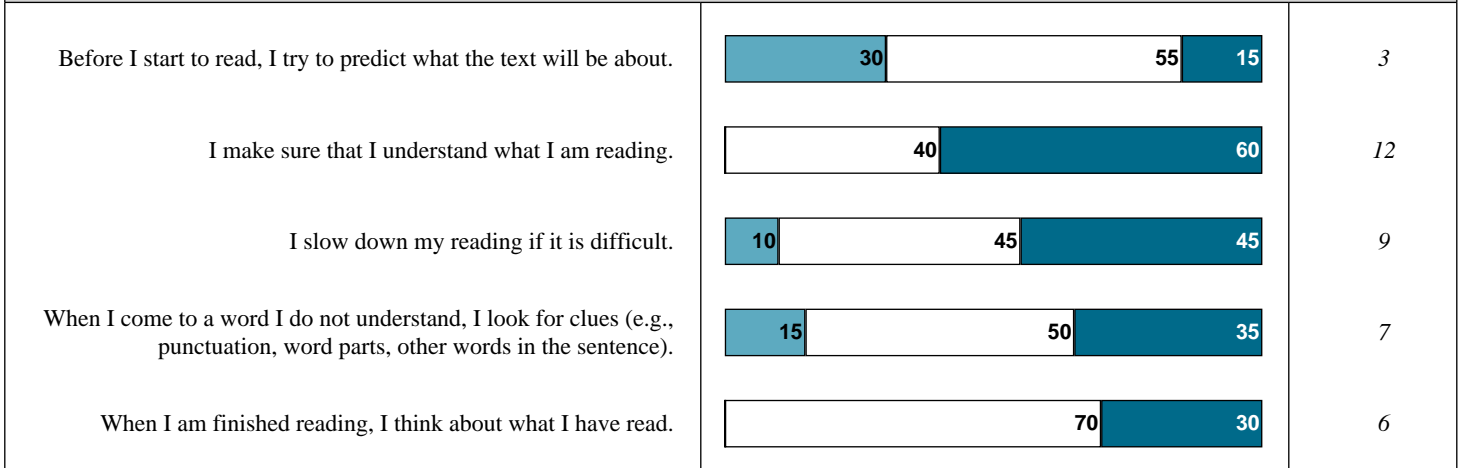 Before I start to read, I try to predict what the text will be about. 30 55 15 3
I make sure that I understand what I am reading. 40 60 12
I slow down my reading if it is difficult. 10 45 45 9
When I come to a word I do not understand, I look for clues (e.g.,
punctuation, word parts, other words in the sentence). 15 50 35 7
When I am finished reading, I think about what I have read. 70 30 6